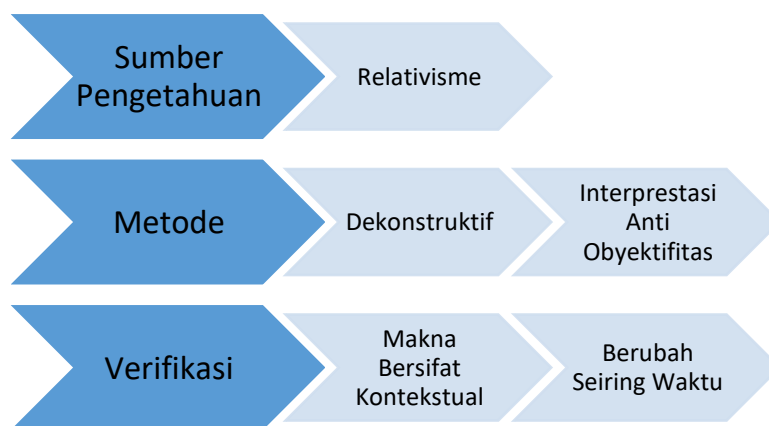 Sumber
Pengetahuan
Relativisme
Metode
Dekonstruktif
Interprestasi
Anti
Obyektifitas
Verifikasi
Makna
Bersifat
Kontekstual
Berubah
Seiring Waktu